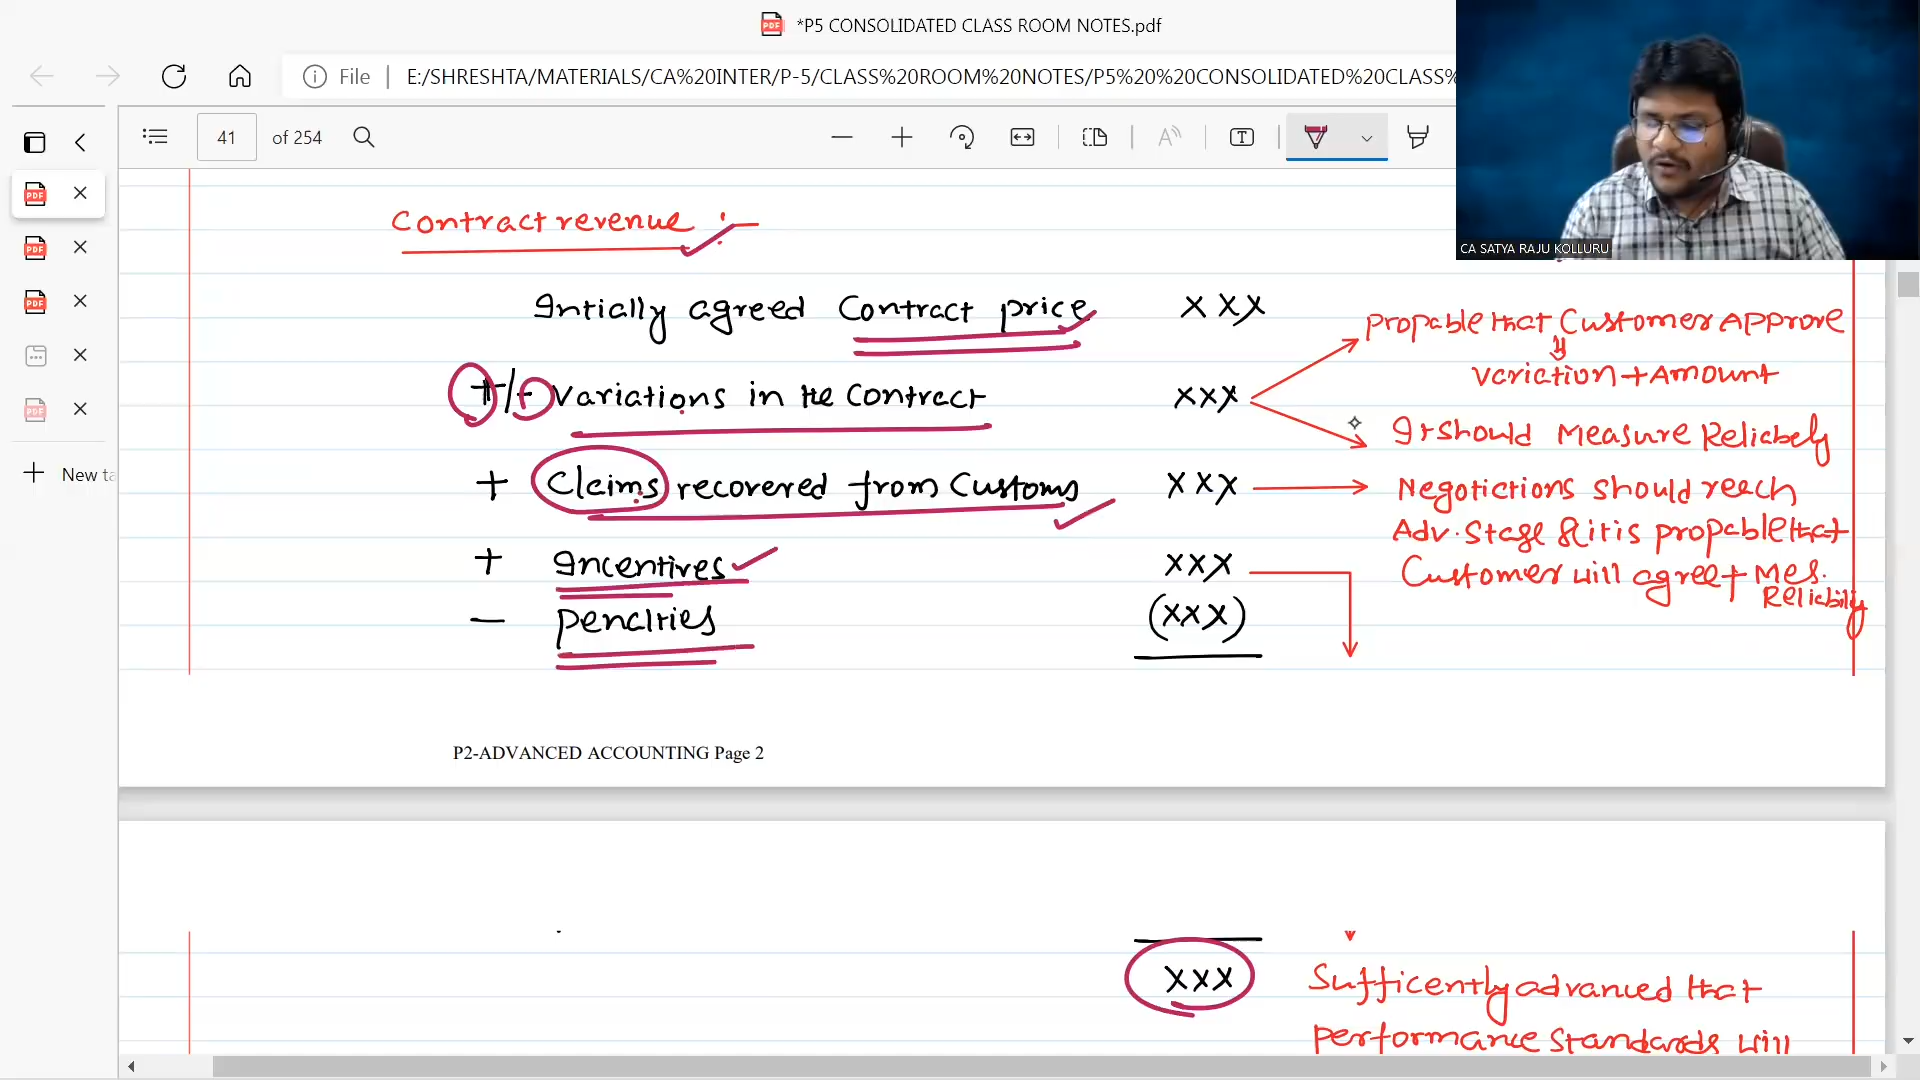 *P5 CONSOLIDATED CLASS ROOM NOTES.pdf
File E:/SHRESHTA/MATERIALS/CA%20INTER/P-5/CLASS%20ROOM%20NOTES/P5%20%20CONSOLIDATED%20CLASS%
41 of 254
CA SATYA RAJU KOLLURU
New ta
Contract revenue :-
Intially agreed Contract price XXX
+/- Variations in the Contract XXX
Propable that Customer Approve
Variation + Amount
It should Measure Reliabely
+ Claims recovered from Customs XXX
Negotictions should reach
Adv. Stage & it is propable that
Customer will agree + Mes.
Reliabiliy
+ Incentives XXX
- Penalties (XXX)
P2-ADVANCED ACCOUNTING Page 2
XXX
Sufficently advanced that
performance standards will